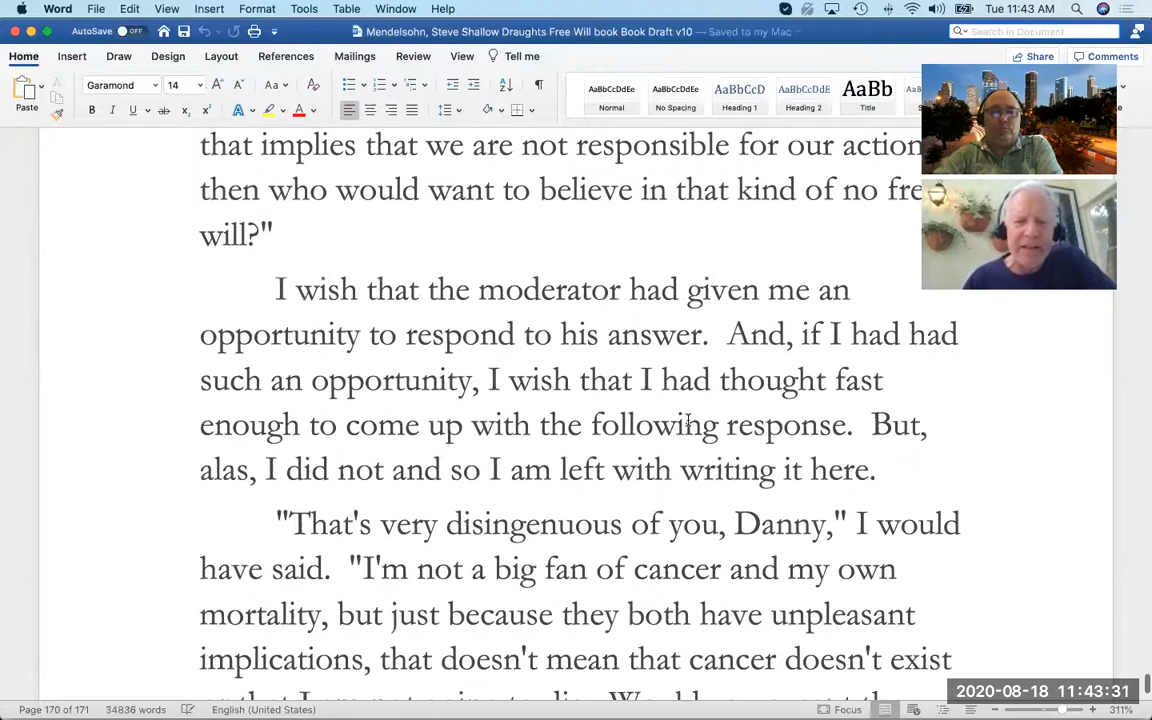 Word File Edit View Insert Format Tools Table Window Help Tue 11:43 AM
AutoSave OFF Mendelsohn, Steve Shallow Draughts Free Will book Book Draft v10 — Saved to my Mac Search in Document
Home Insert Draw Design Layout References Mailings Review View Tell me Share Comments
Paste Garamond 14 AaBbCcDdEe AaBbCcDdEe AaBbCcD AaBbCcDdE AaBb AaBbCcD
Normal No Spacing Heading 1 Heading 2 Title
that implies that we are not responsible for our action
then who would want to believe in that kind of no fre
will?"
I wish that the moderator had given me an
opportunity to respond to his answer. And, if I had had
such an opportunity, I wish that I had thought fast
enough to come up with the following response. But,
alas, I did not and so I am left with writing it here.
"That's very disingenuous of you, Danny," I would
have said. "I'm not a big fan of cancer and my own
mortality, but just because they both have unpleasant
implications, that doesn't mean that cancer doesn't exist
2020-08-18 11:43:31
Page 170 of 171 34836 words English (United States) Focus 311%